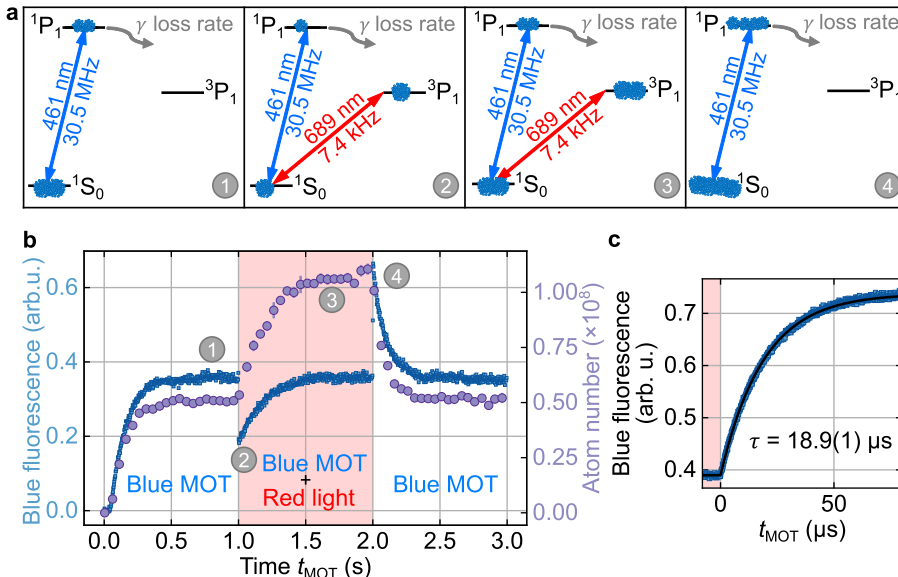 a
¹P₁ γ loss rate
461 nm
30.5 MHz
³P₁
¹S₀
1
¹P₁ γ loss rate
461 nm
30.5 MHz
689 nm
7.4 kHz
¹S₀
2
¹P₁ γ loss rate
461 nm
30.5 MHz
689 nm
7.4 kHz
³P₁
¹S₀
3
¹P₁ γ loss rate
461 nm
30.5 MHz
³P₁
¹S₀
4
b
Blue fluorescence (arb.u.)
0.6
0.4
0.2
0.0
1
2
3
4
Blue MOT
Blue MOT
+
Red light
Blue MOT
1.00
0.75
0.50
0.25
0.00
Atom number (×10⁸)
0.0 0.5 1.0 1.5 2.0 2.5 3.0
Time t_MOT (s)
c
Blue fluorescence
(arb. u.)
0.7
0.6
0.5
0.4
τ = 18.9(1) μs
0 50
t_MOT (μs)